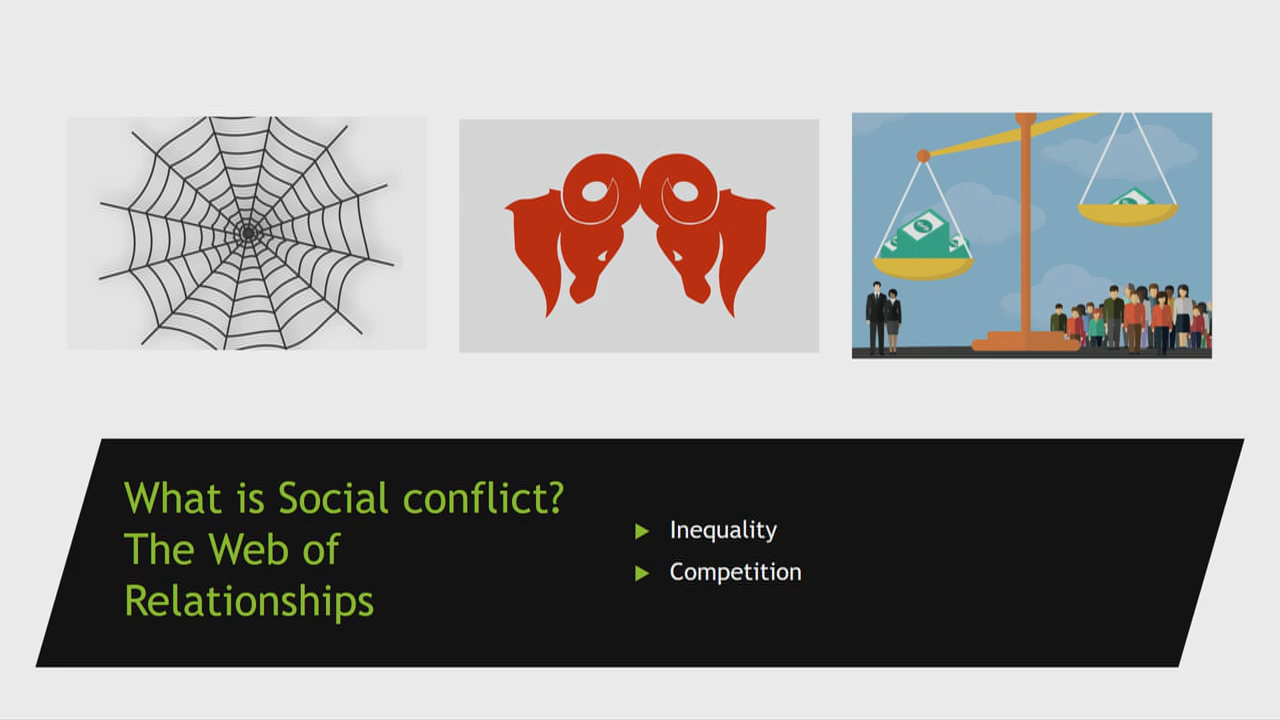 What is Social conflict?
The Web of
Relationships
Inequality
Competition